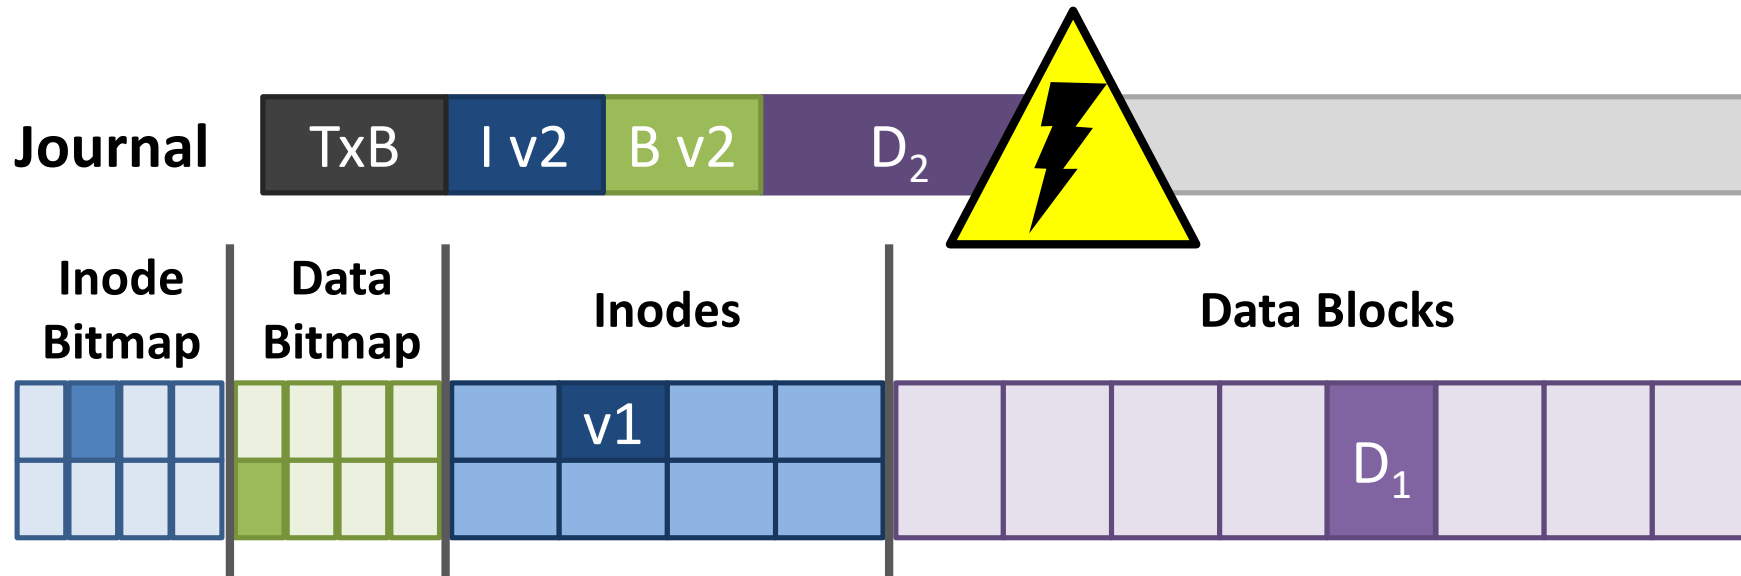 Journal TxB I v2 B v2 D₂
Inode Bitmap
Data Bitmap
Inodes
Data Blocks
v1
D₁